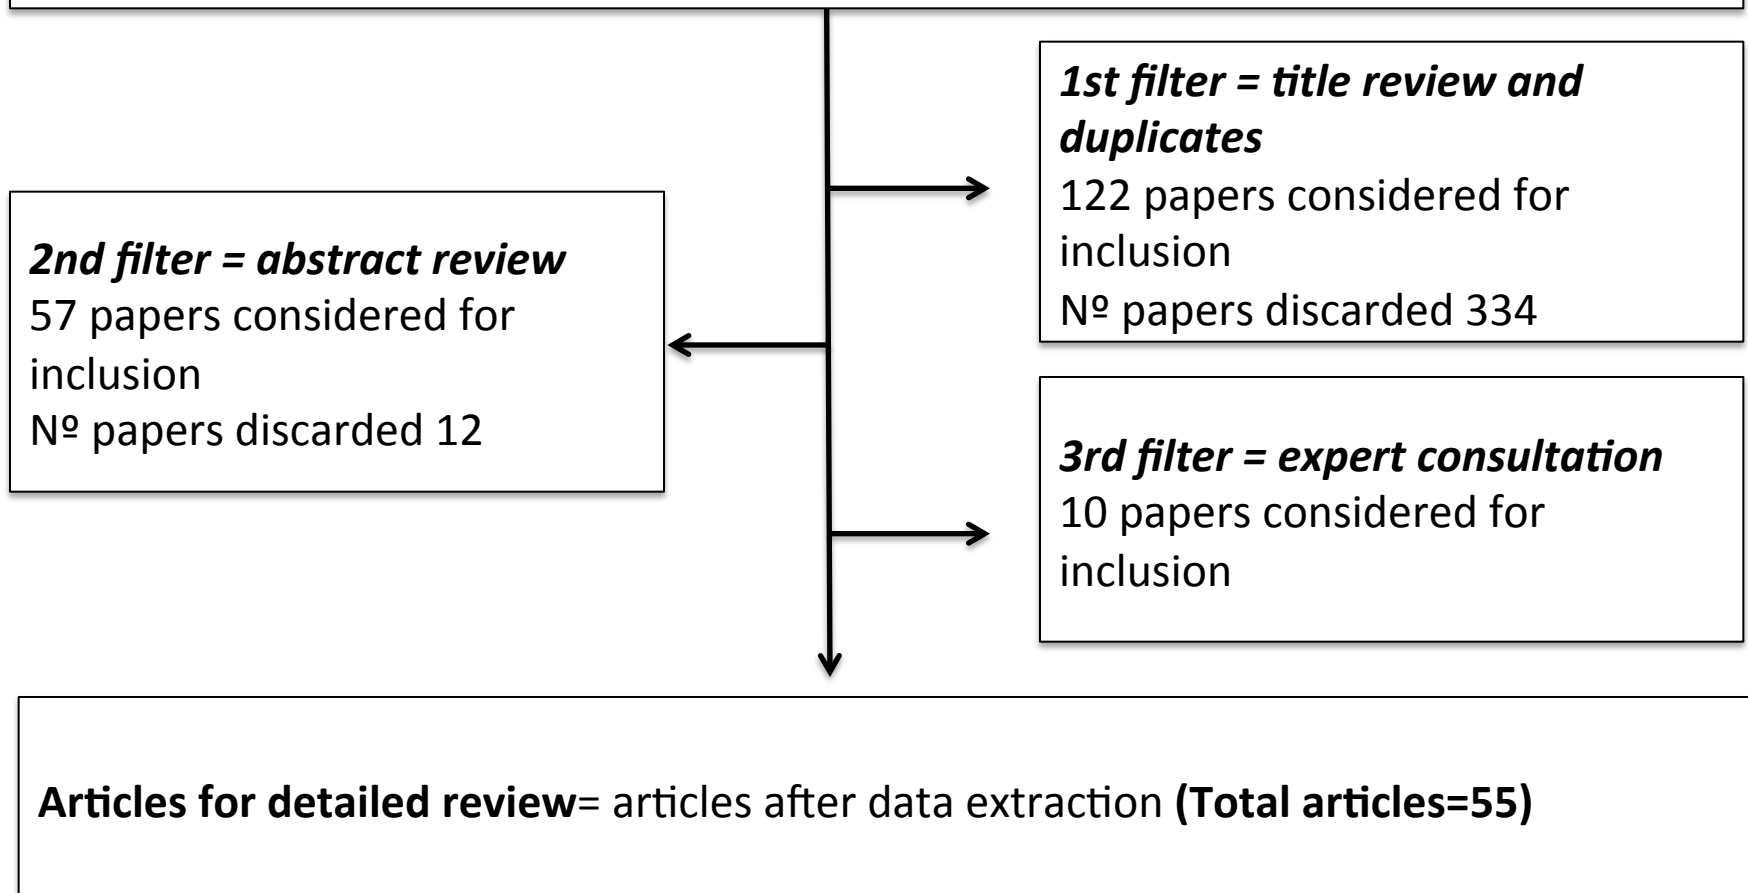 1st filter = title review and
duplicates
122 papers considered for
inclusion
Nº papers discarded 334
2nd filter = abstract review
57 papers considered for
inclusion
Nº papers discarded 12
3rd filter = expert consultation
10 papers considered for
inclusion
Articles for detailed review= articles after data extraction (Total articles=55)